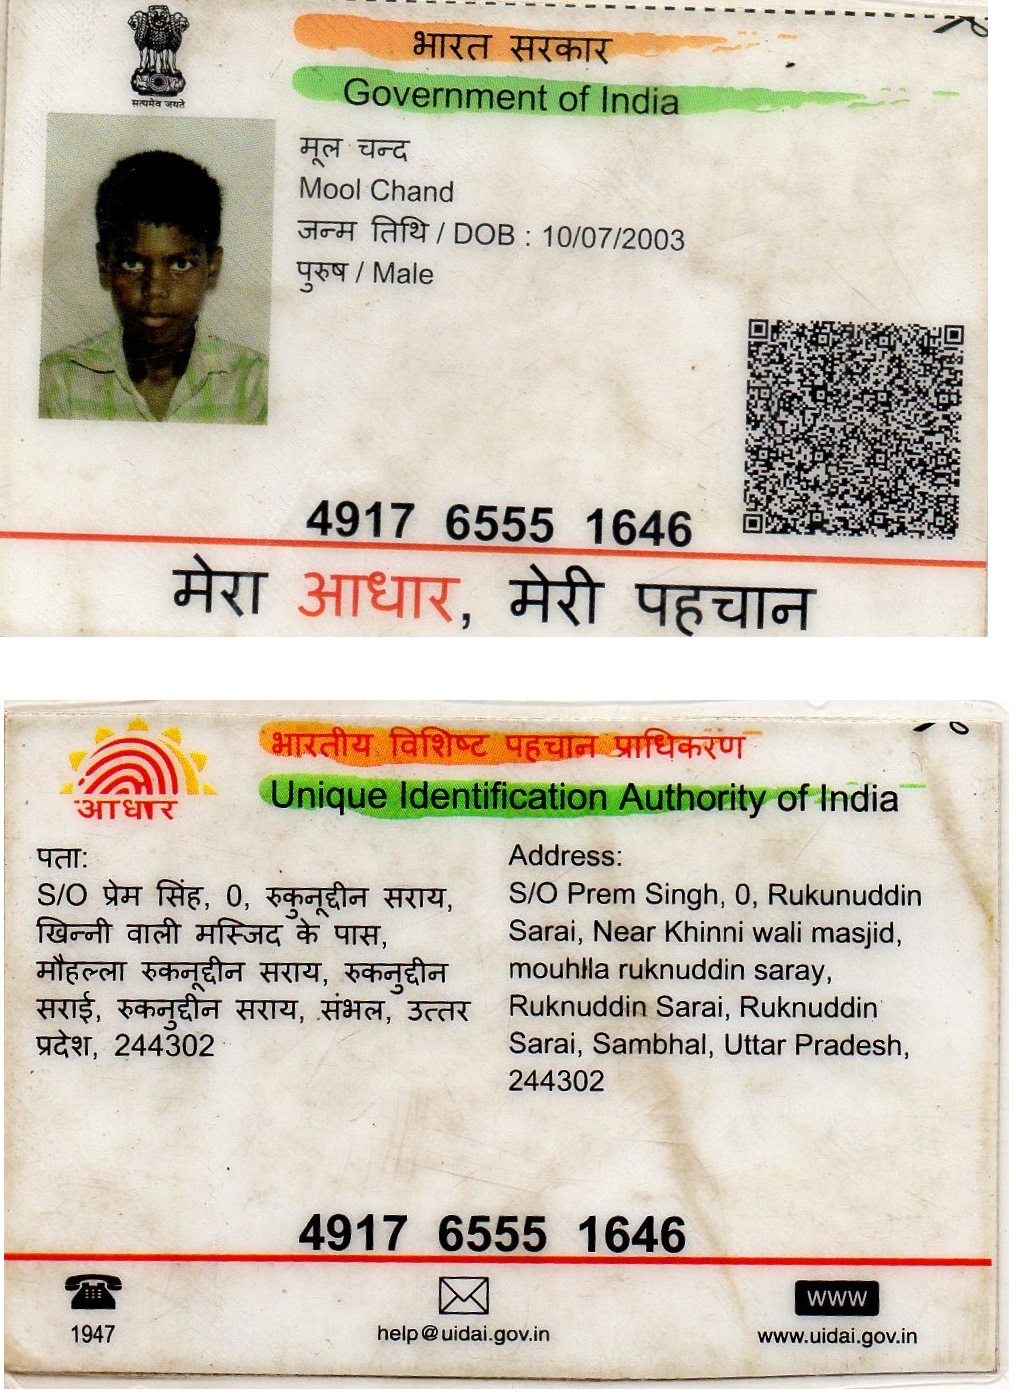 सत्यमेव जयते
भारत सरकार
Government of India
मूल चन्द
Mool Chand
जन्म तिथि / DOB : 10/07/2003
पुरुष / Male
4917 6555 1646
मेरा आधार, मेरी पहचान
आधार
भारतीय विशिष्ट पहचान प्राधिकरण
Unique Identification Authority of India
पता:
S/O प्रेम सिंह, 0, रुकुनूद्दीन सराय,
खिन्नी वाली मस्जिद के पास,
मौहल्ला रुकनूद्दीन सराय, रुकनुद्दीन
सराई, रुकनुद्दीन सराय, संभल, उत्तर
प्रदेश, 244302
Address:
S/O Prem Singh, 0, Rukunuddin
Sarai, Near Khinni wali masjid,
mouhlla ruknuddin saray,
Ruknuddin Sarai, Ruknuddin
Sarai, Sambhal, Uttar Pradesh,
244302
4917 6555 1646
1947
help@uidai.gov.in
www
www.uidai.gov.in